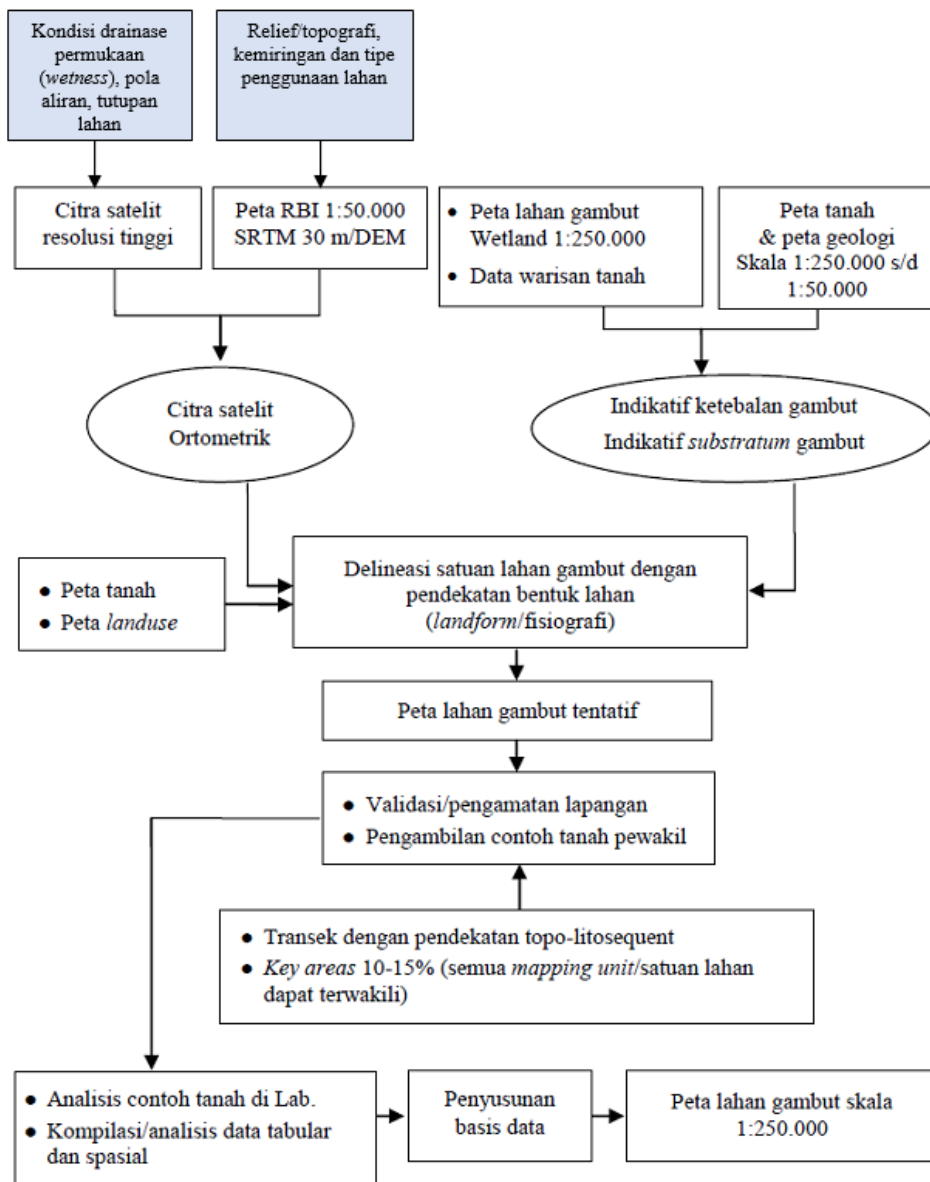 Kondisi drainase
permukaan
(wetness), pola
aliran, tutupan
lahan
Relief/topografi,
kemiringan dan tipe
penggunaan lahan
Citra satelit
resolusi tinggi
Peta RBI 1:50.000
SRTM 30 m/DEM
• Peta lahan gambut
Wetland 1:250.000
• Data warisan tanah
Peta tanah
& peta geologi
Skala 1:250.000 s/d
1:50.000
Citra satelit
Ortometrik
Indikatif ketebalan gambut
Indikatif substratum gambut
• Peta tanah
• Peta landuse
Delineasi satuan lahan gambut dengan
pendekatan bentuk lahan
(landform/fisiografi)
Peta lahan gambut tentatif
• Validasi/pengamatan lapangan
• Pengambilan contoh tanah pewakil
• Transek dengan pendekatan topo-litosequent
• Key areas 10-15% (semua mapping unit/satuan lahan
dapat terwakili)
• Analisis contoh tanah di Lab.
• Kompilasi/analisis data tabular
dan spasial
Penyusunan
basis data
Peta lahan gambut skala
1:250.000